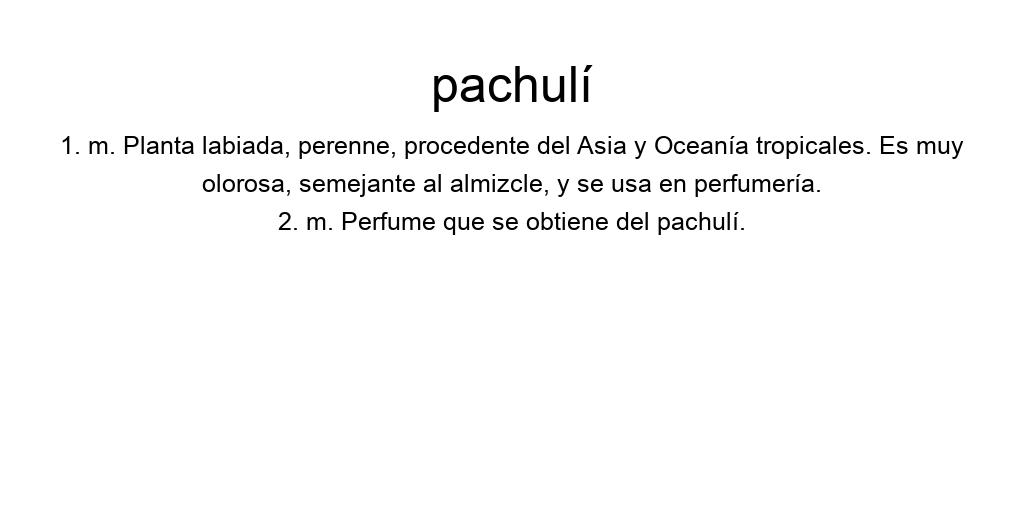 pachulí
1. m. Planta labiada, perenne, procedente del Asia y Oceanía tropicales. Es muy
olorosa, semejante al almizcle, y se usa en perfumería.
2. m. Perfume que se obtiene del pachulí.